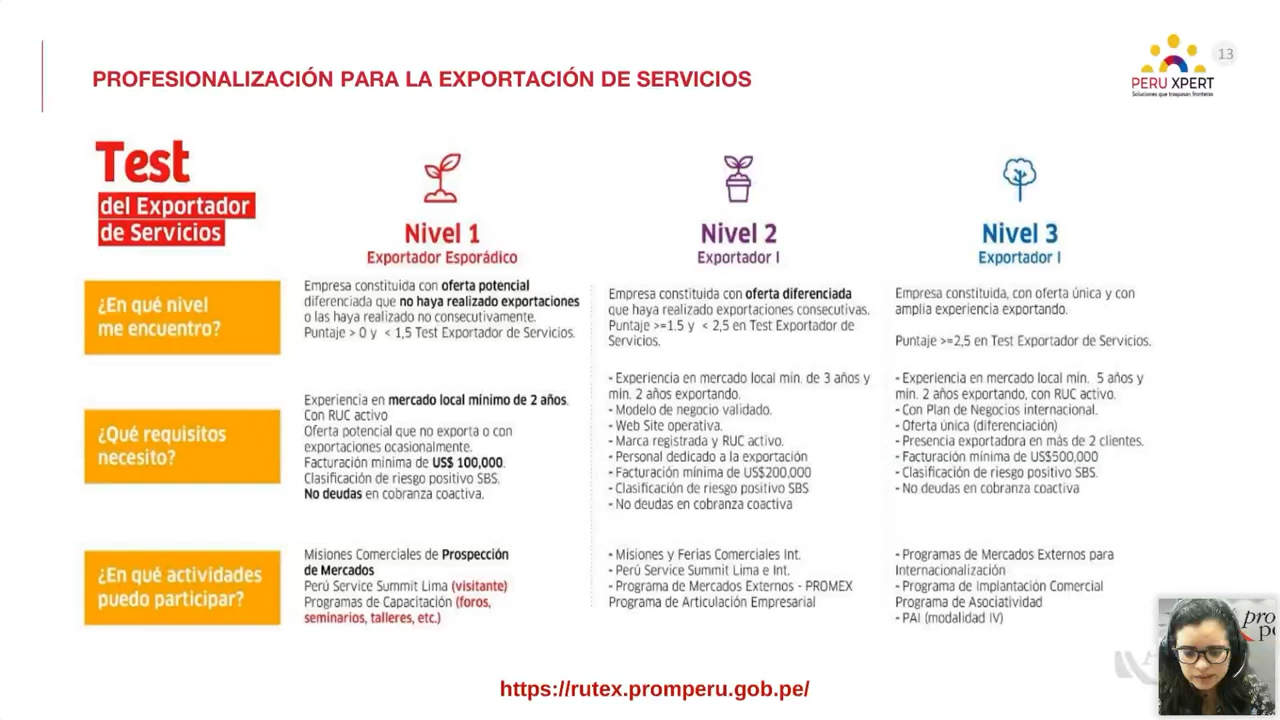 PROFESIONALIZACIÓN PARA LA EXPORTACIÓN DE SERVICIOS
PERU XPERT
Soluciones que traspasan fronteras
13
Test
del Exportador
de Servicios
Nivel 1
Exportador Esporádico
Nivel 2
Exportador I
Nivel 3
Exportador I
¿En qué nivel
me encuentro?
Empresa constituida con oferta potencial
diferenciada que no haya realizado exportaciones
o las haya realizado no consecutivamente.
Puntaje > 0 y < 1,5 Test Exportador de Servicios.
Empresa constituida con oferta diferenciada
que haya realizado exportaciones consecutivas.
Puntaje >=1.5 y < 2,5 en Test Exportador de
Servicios.
Empresa constituida, con oferta única y con
amplia experiencia exportando.
Puntaje >=2,5 en Test Exportador de Servicios.
¿Qué requisitos
necesito?
Experiencia en mercado local mínimo de 2 años.
Con RUC activo
Oferta potencial que no exporta o con
exportaciones ocasionalmente.
Facturación mínima de US$ 100,000.
Clasificación de riesgo positivo SBS.
No deudas en cobranza coactiva.
- Experiencia en mercado local min. de 3 años y
min. 2 años exportando.
- Modelo de negocio validado.
- Web Site operativa.
- Marca registrada y RUC activo.
- Personal dedicado a la exportación
- Facturación mínima de US$200,000
- Clasificación de riesgo positivo SBS
- No deudas en cobranza coactiva
- Experiencia en mercado local mín. 5 años y
min. 2 años exportando, con RUC activo.
- Con Plan de Negocios internacional.
- Oferta única (diferenciación)
- Presencia exportadora en más de 2 clientes.
- Facturación mínima de US$500,000
- Clasificación de riesgo positivo SBS.
- No deudas en cobranza coactiva
¿En qué actividades
puedo participar?
Misiones Comerciales de Prospección
de Mercados
Perú Service Summit Lima (visitante)
Programas de Capacitación (foros,
seminarios, talleres, etc.)
- Misiones y Ferias Comerciales Int.
- Perú Service Summit Lima e Int.
- Programa de Mercados Externos - PROMEX
Programa de Articulación Empresarial
- Programas de Mercados Externos para
Internacionalización
- Programa de Implantación Comercial
Programa de Asociatividad
- PAI (modalidad IV)
https://rutex.promperu.gob.pe/